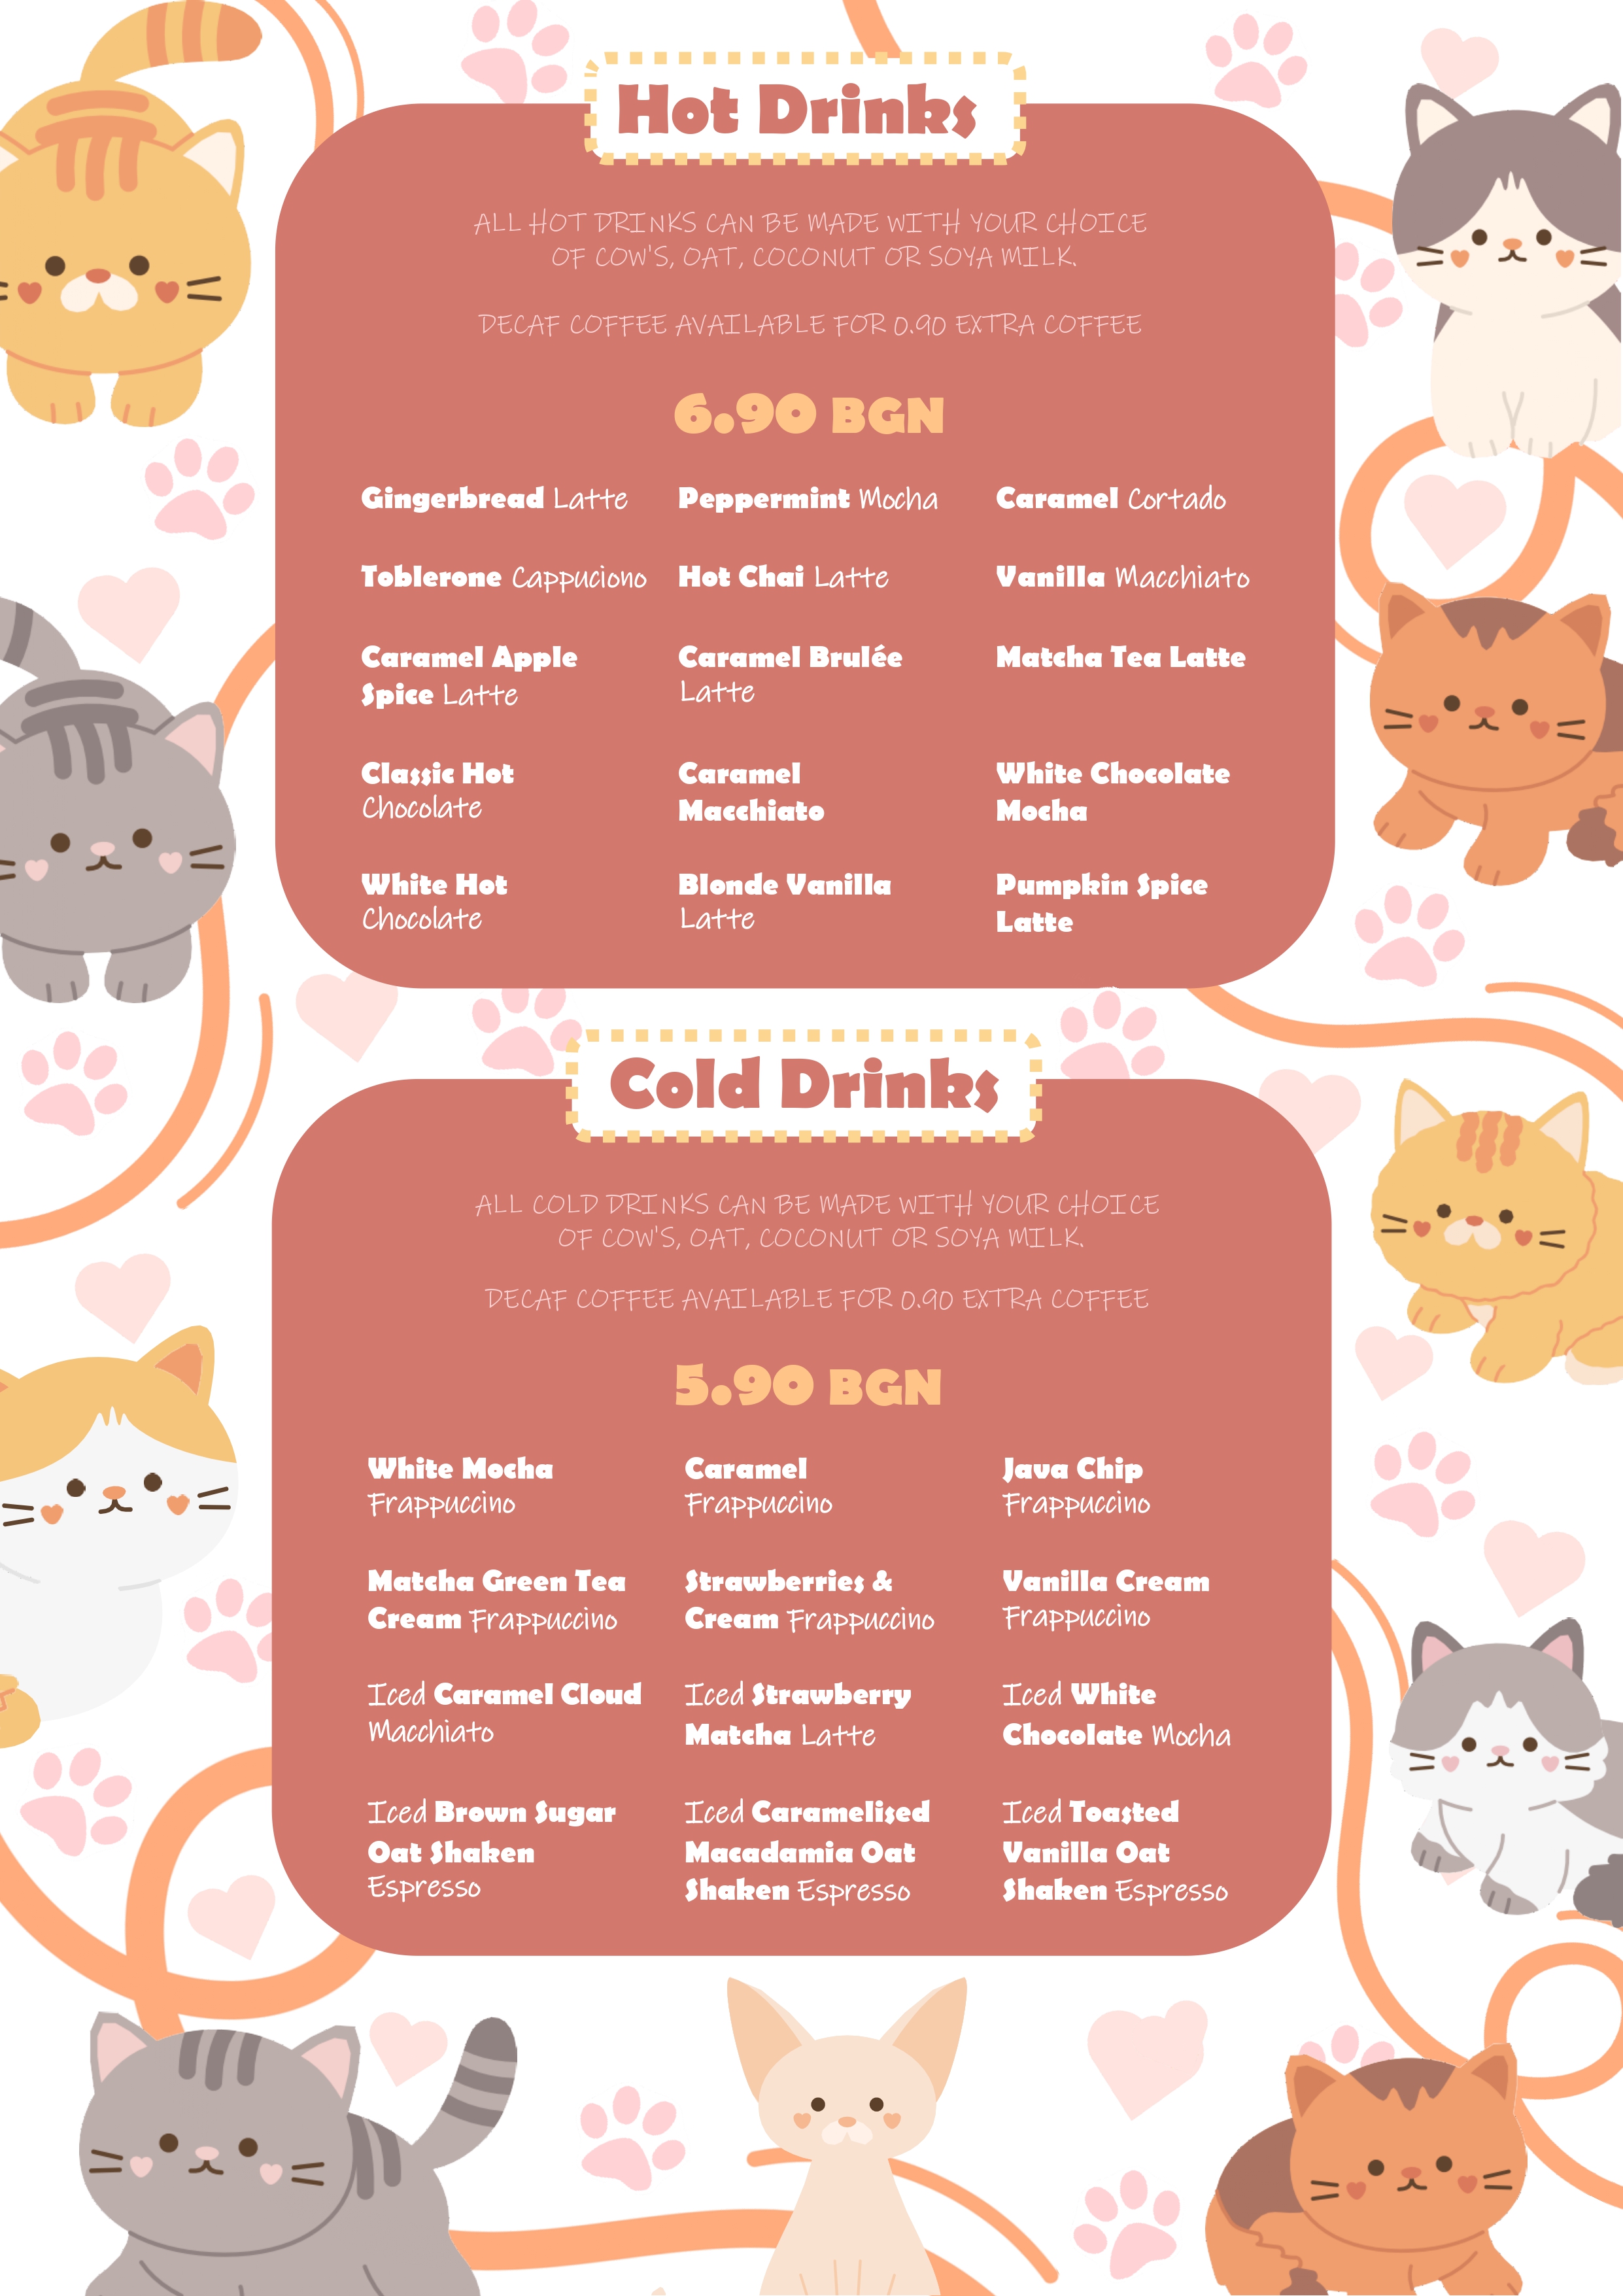 Hot Drinks
ALL HOT DRINKS CAN BE MADE WITH YOUR CHOICE
OF COW'S, OAT, COCONUT OR SOYA MILK.
DECAF COFFEE AVAILABLE FOR 0.90 EXTRA COFFEE
6.90 BGN
Gingerbread Latte
Peppermint Mocha
Caramel Cortado
Toblerone Cappuciono
Hot Chai Latte
Vanilla Macchiato
Caramel Apple
Spice Latte
Caramel Brulée
Latte
Matcha Tea Latte
Classic Hot
Chocolate
Caramel
Macchiato
White Chocolate
Mocha
White Hot
Chocolate
Blonde Vanilla
Latte
Pumpkin Spice
Latte
Cold Drinks
ALL COLD DRINKS CAN BE MADE WITH YOUR CHOICE
OF COW'S, OAT, COCONUT OR SOYA MILK.
DECAF COFFEE AVAILABLE FOR 0.90 EXTRA COFFEE
5.90 BGN
White Mocha
Frappuccino
Caramel
Frappuccino
Java Chip
Frappuccino
Matcha Green Tea
Cream Frappuccino
Strawberries &
Cream Frappuccino
Vanilla Cream
Frappuccino
Iced Caramel Cloud
Macchiato
Iced Strawberry
Matcha Latte
Iced White
Chocolate Mocha
Iced Brown Sugar
Oat Shaken
Espresso
Iced Caramelised
Macadamia Oat
Shaken Espresso
Iced Toasted
Vanilla Oat
Shaken Espresso